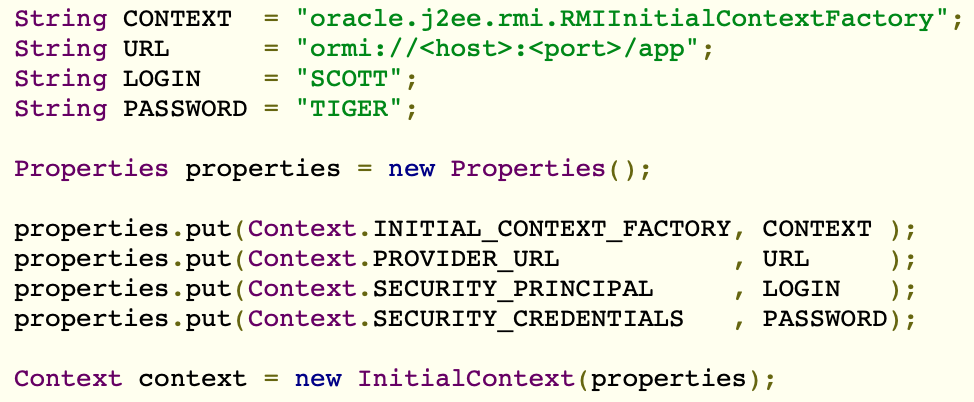 String CONTEXT  = "oracle.j2ee.rmi.RMIInitialContextFactory";
String URL      = "ormi://<host>:<port>/app";
String LOGIN    = "SCOTT";
String PASSWORD = "TIGER";

Properties properties = new Properties();

properties.put(Context.INITIAL_CONTEXT_FACTORY, CONTEXT );
properties.put(Context.PROVIDER_URL           , URL     );
properties.put(Context.SECURITY_PRINCIPAL     , LOGIN   );
properties.put(Context.SECURITY_CREDENTIALS   , PASSWORD);

Context context = new InitialContext(properties);